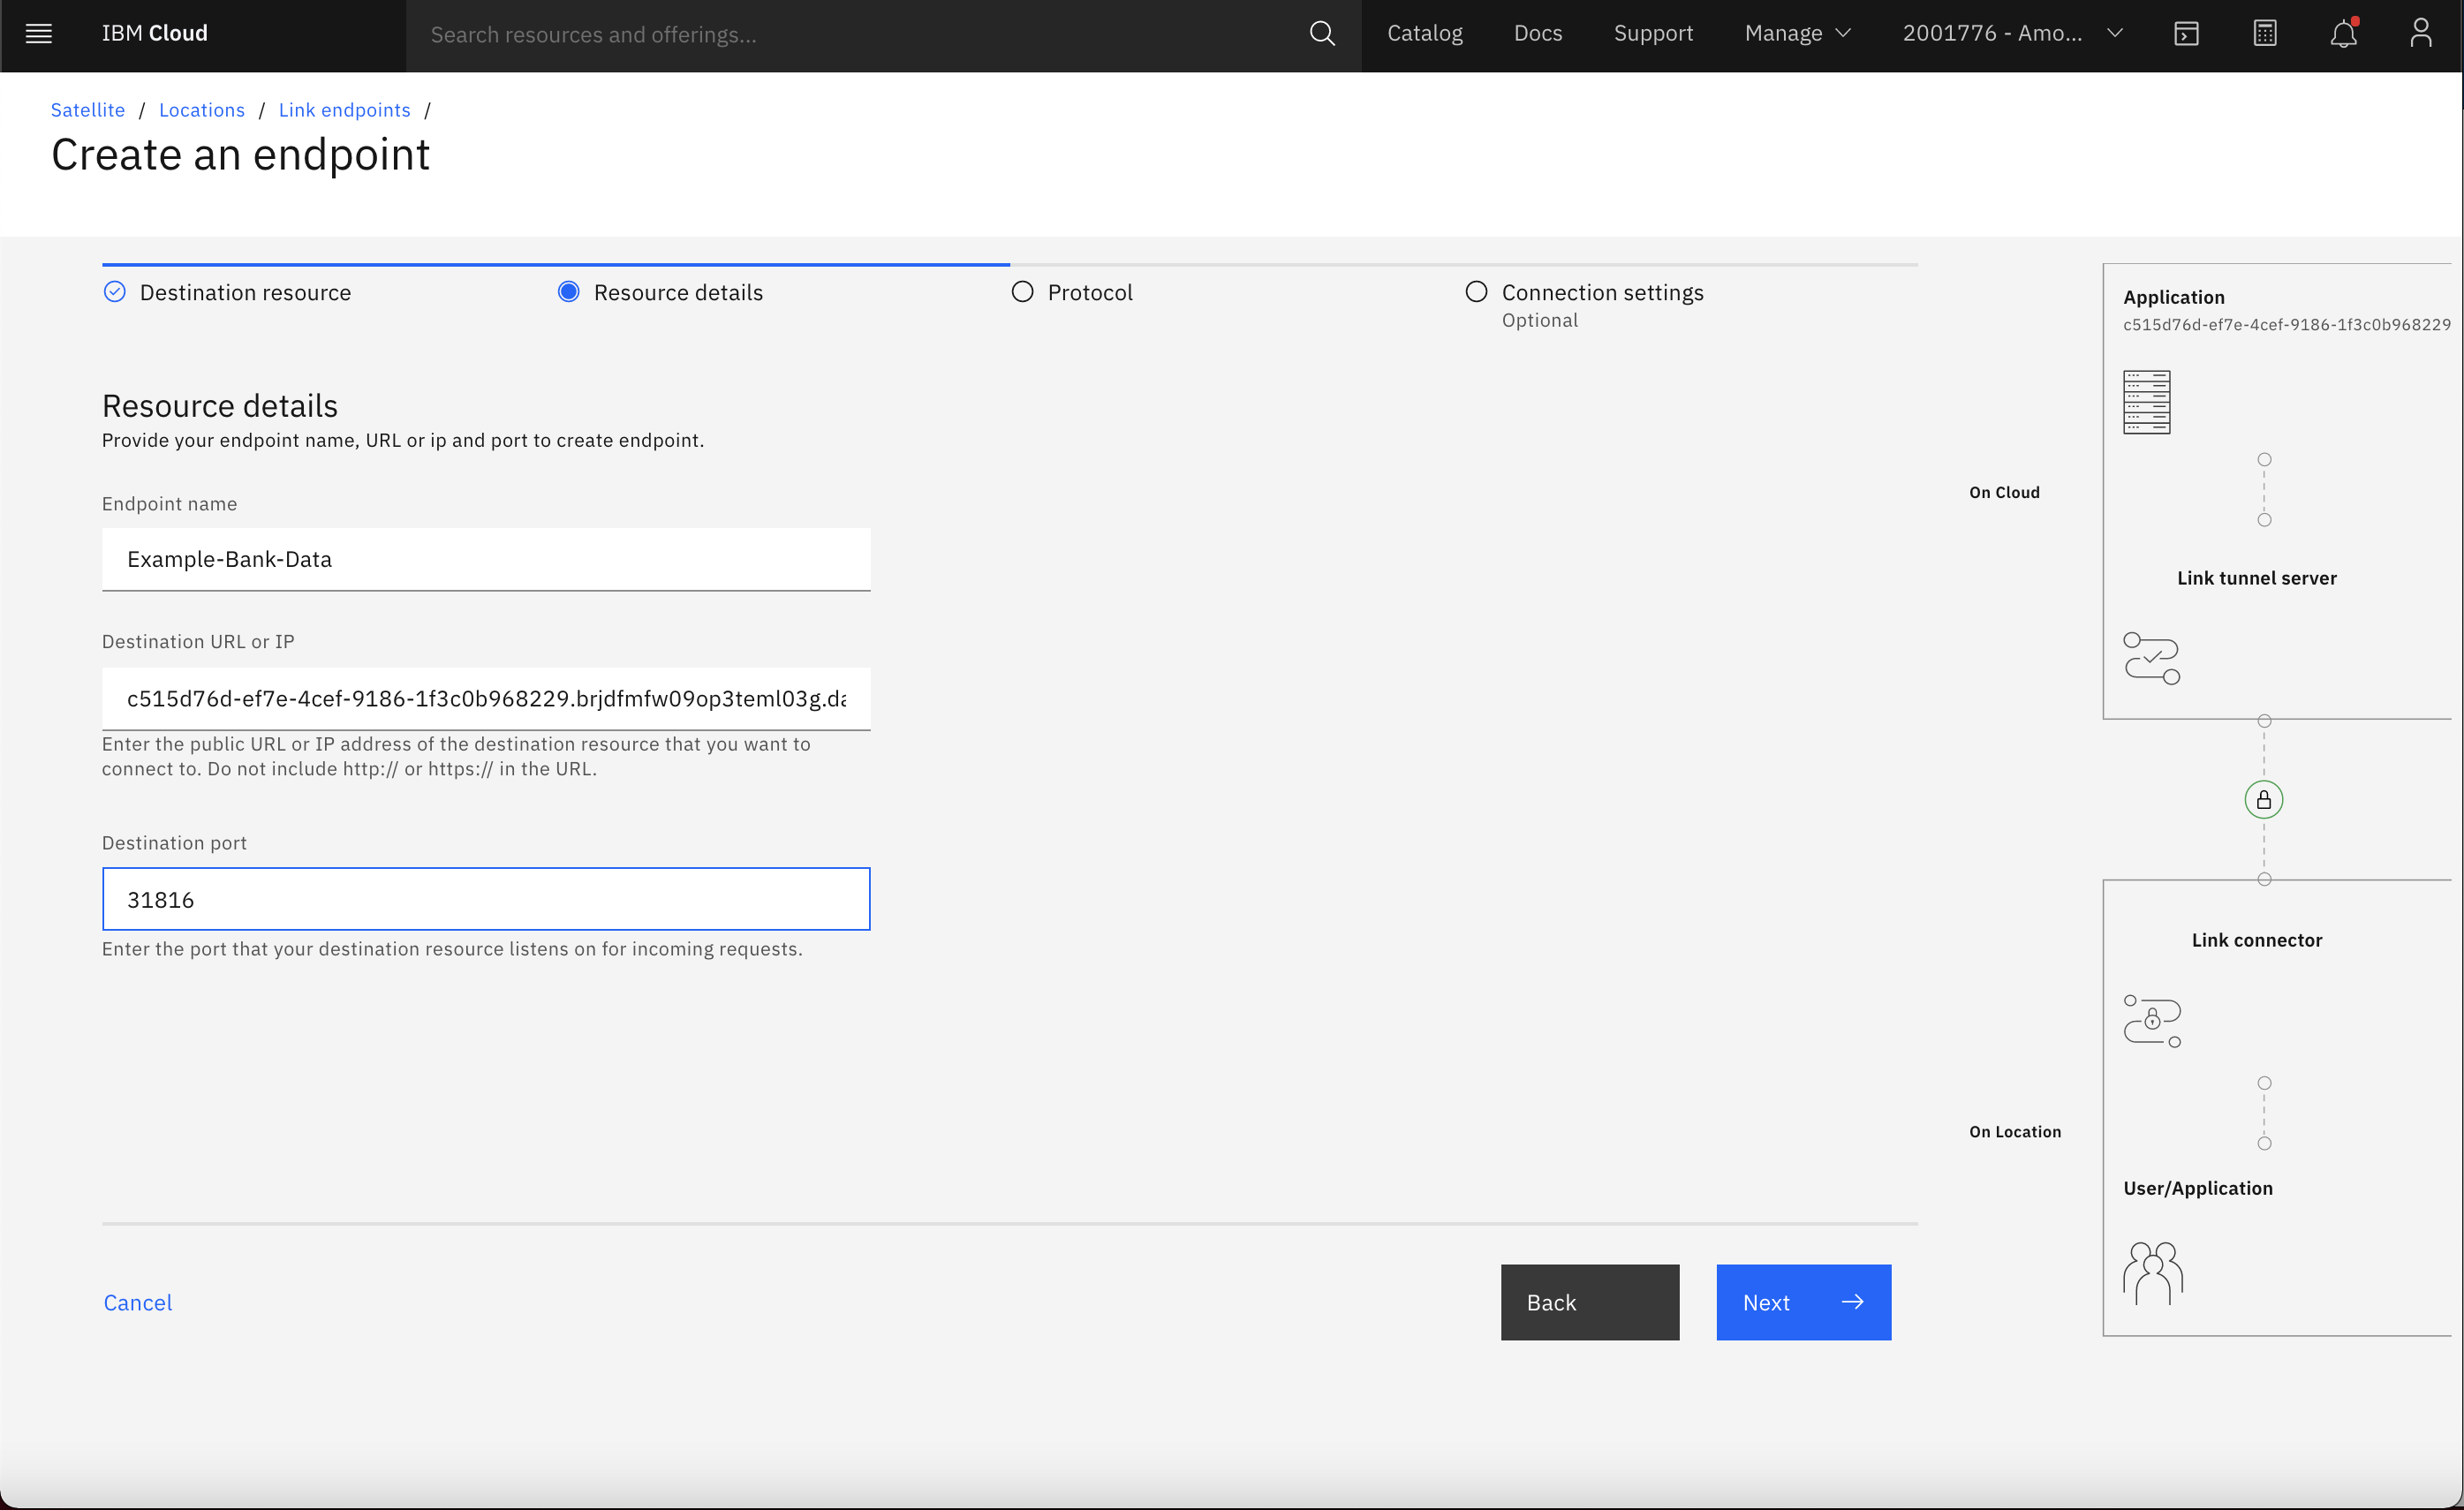 IBM Cloud
Search resources and offerings...
Catalog
Docs
Support
Manage
2001776 - Amo...
Satellite / Locations / Link endpoints /
Create an endpoint
Destination resource
Resource details
Protocol
Connection settings
Optional
Resource details
Provide your endpoint name, URL or ip and port to create endpoint.
Endpoint name
Example-Bank-Data
Destination URL or IP
c515d76d-ef7e-4cef-9186-1f3c0b968229.brjdfmfw09op3teml03g.da
Enter the public URL or IP address of the destination resource that you want to
connect to. Do not include http:// or https:// in the URL.
Destination port
31816
Enter the port that your destination resource listens on for incoming requests.
Cancel
Back
Next
On Cloud
Application
c515d76d-ef7e-4cef-9186-1f3c0b968229
Link tunnel server
On Location
Link connector
User/Application